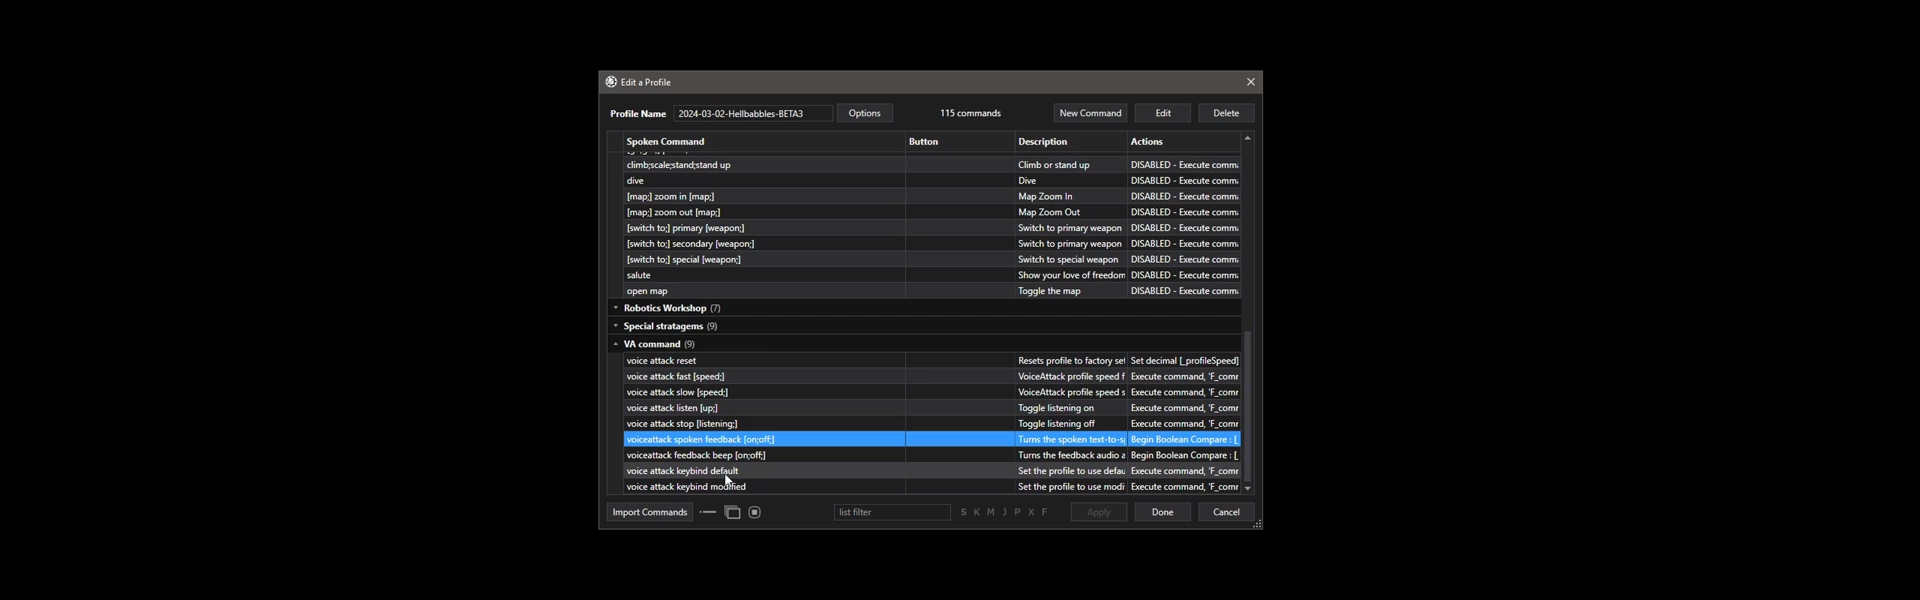 Edit a Profile
Profile Name 2024-03-02-Hellbabbles-BETA3 Options 115 commands New Command Edit Delete
Spoken Command Button Description Actions
climb;scale;stand;stand up Climb or stand up DISABLED - Execute comm
dive Dive DISABLED - Execute comm
[map;] zoom in [map;] Map Zoom In DISABLED - Execute comm
[map;] zoom out [map;] Map Zoom Out DISABLED - Execute comm
[switch to;] primary [weapon;] Switch to primary weapon DISABLED - Execute comm
[switch to;] secondary [weapon;] Switch to primary weapon DISABLED - Execute comm
[switch to;] special [weapon;] Switch to special weapon DISABLED - Execute comm
salute Show your love of freedom DISABLED - Execute comm
open map Toggle the map DISABLED - Execute comm
Robotics Workshop (7)
Special stratagems (9)
VA command (9)
voice attack reset Resets profile to factory set Set decimal [_profileSpeed]
voice attack fast [speed;] VoiceAttack profile speed f Execute command, 'F_com
voice attack slow [speed;] VoiceAttack profile speed s Execute command, 'F_com
voice attack listen [up;] Toggle listening on Execute command, 'F_com
voice attack stop [listening;] Toggle listening off Execute command, 'F_com
voiceattack spoken feedback [on;off;] Turns the spoken text-to-s Begin Boolean Compare : [
voiceattack feedback beep [on;off;] Turns the feedback audio a Begin Boolean Compare : [
voice attack keybind default Set the profile to use defau Execute command, 'F_com
voice attack keybind modified Set the profile to use modi Execute command, 'F_com
Import Commands list filter S K M J P X F Apply Done Cancel